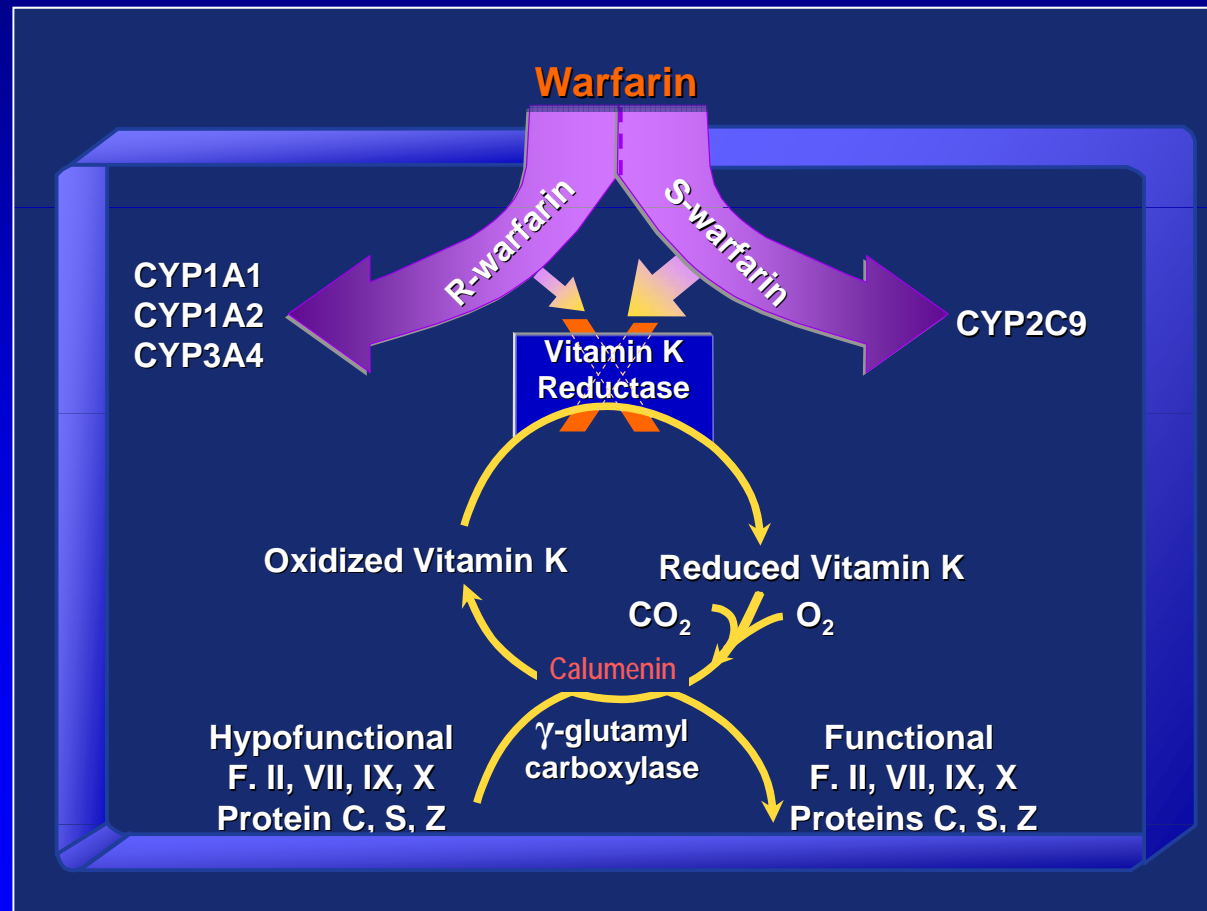 Warfarin
R-warfarin
S-warfarin
CYP1A1
CYP1A2
CYP3A4
CYP2C9
Vitamin K
Reductase
Oxidized Vitamin K
Reduced Vitamin K
CO₂
O₂
Calumenin
γ-glutamyl
carboxylase
Hypofunctional
F. II, VII, IX, X
Protein C, S, Z
Functional
F. II, VII, IX, X
Proteins C, S, Z